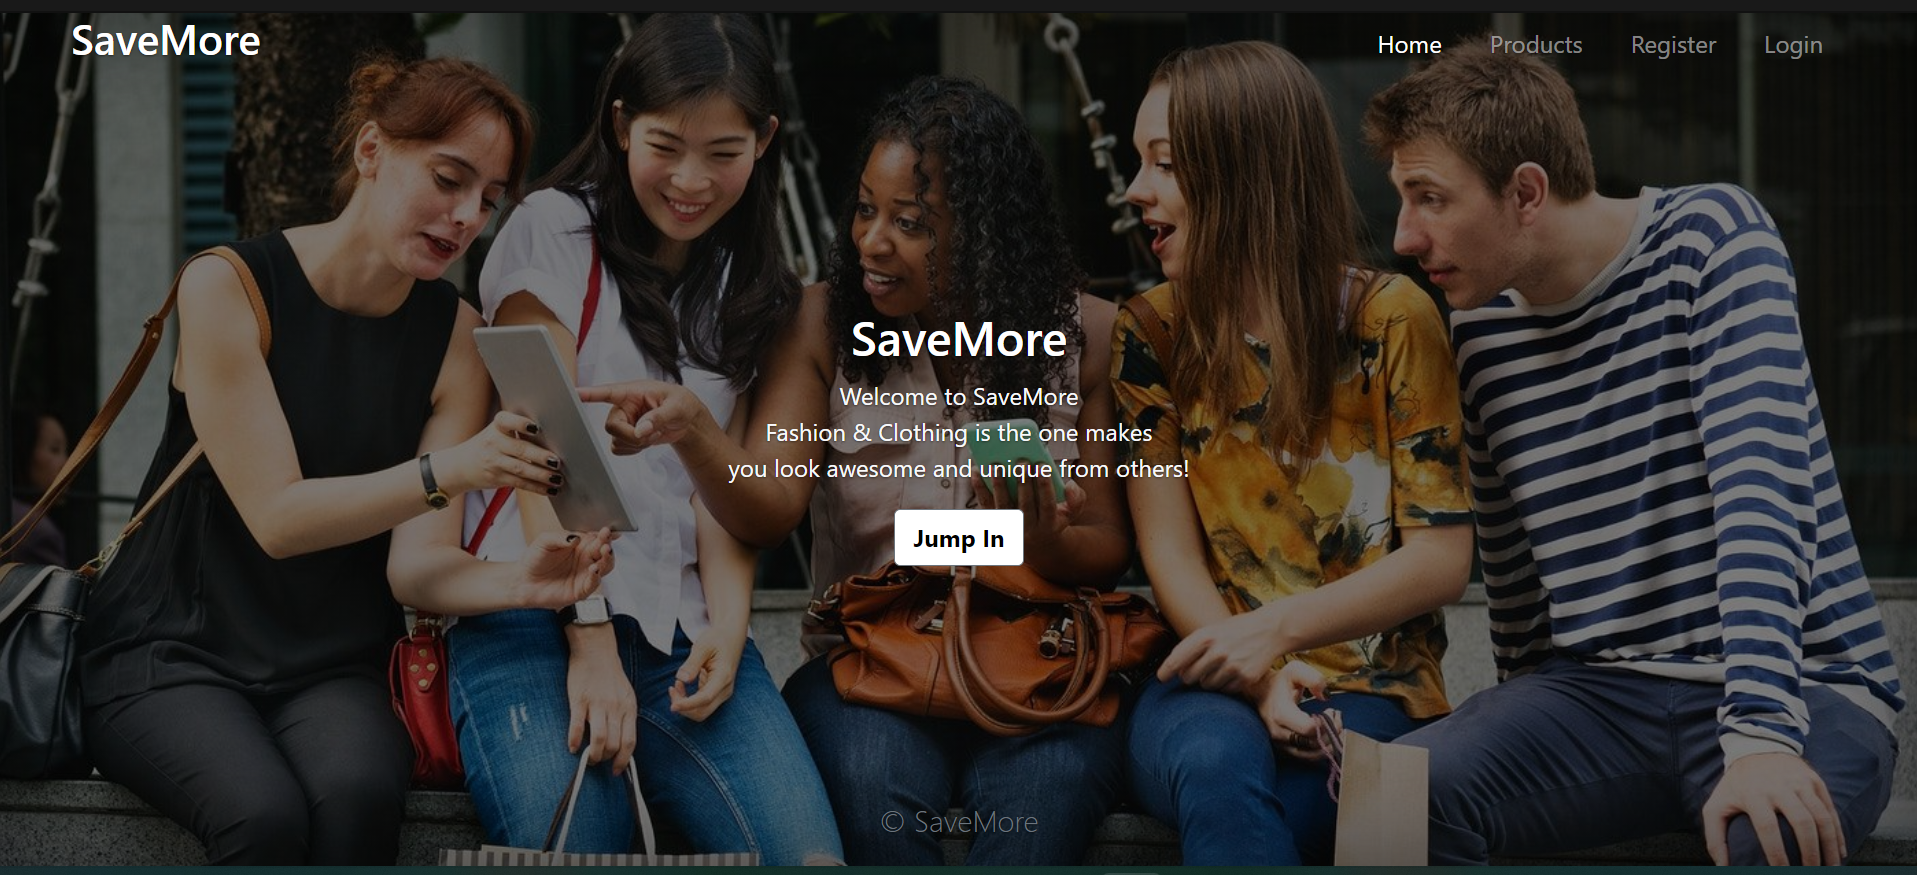 SaveMore
Home Products Register Login
SaveMore
Welcome to SaveMore
Fashion & Clothing is the one makes
you look awesome and unique from others!
Jump In
© SaveMore